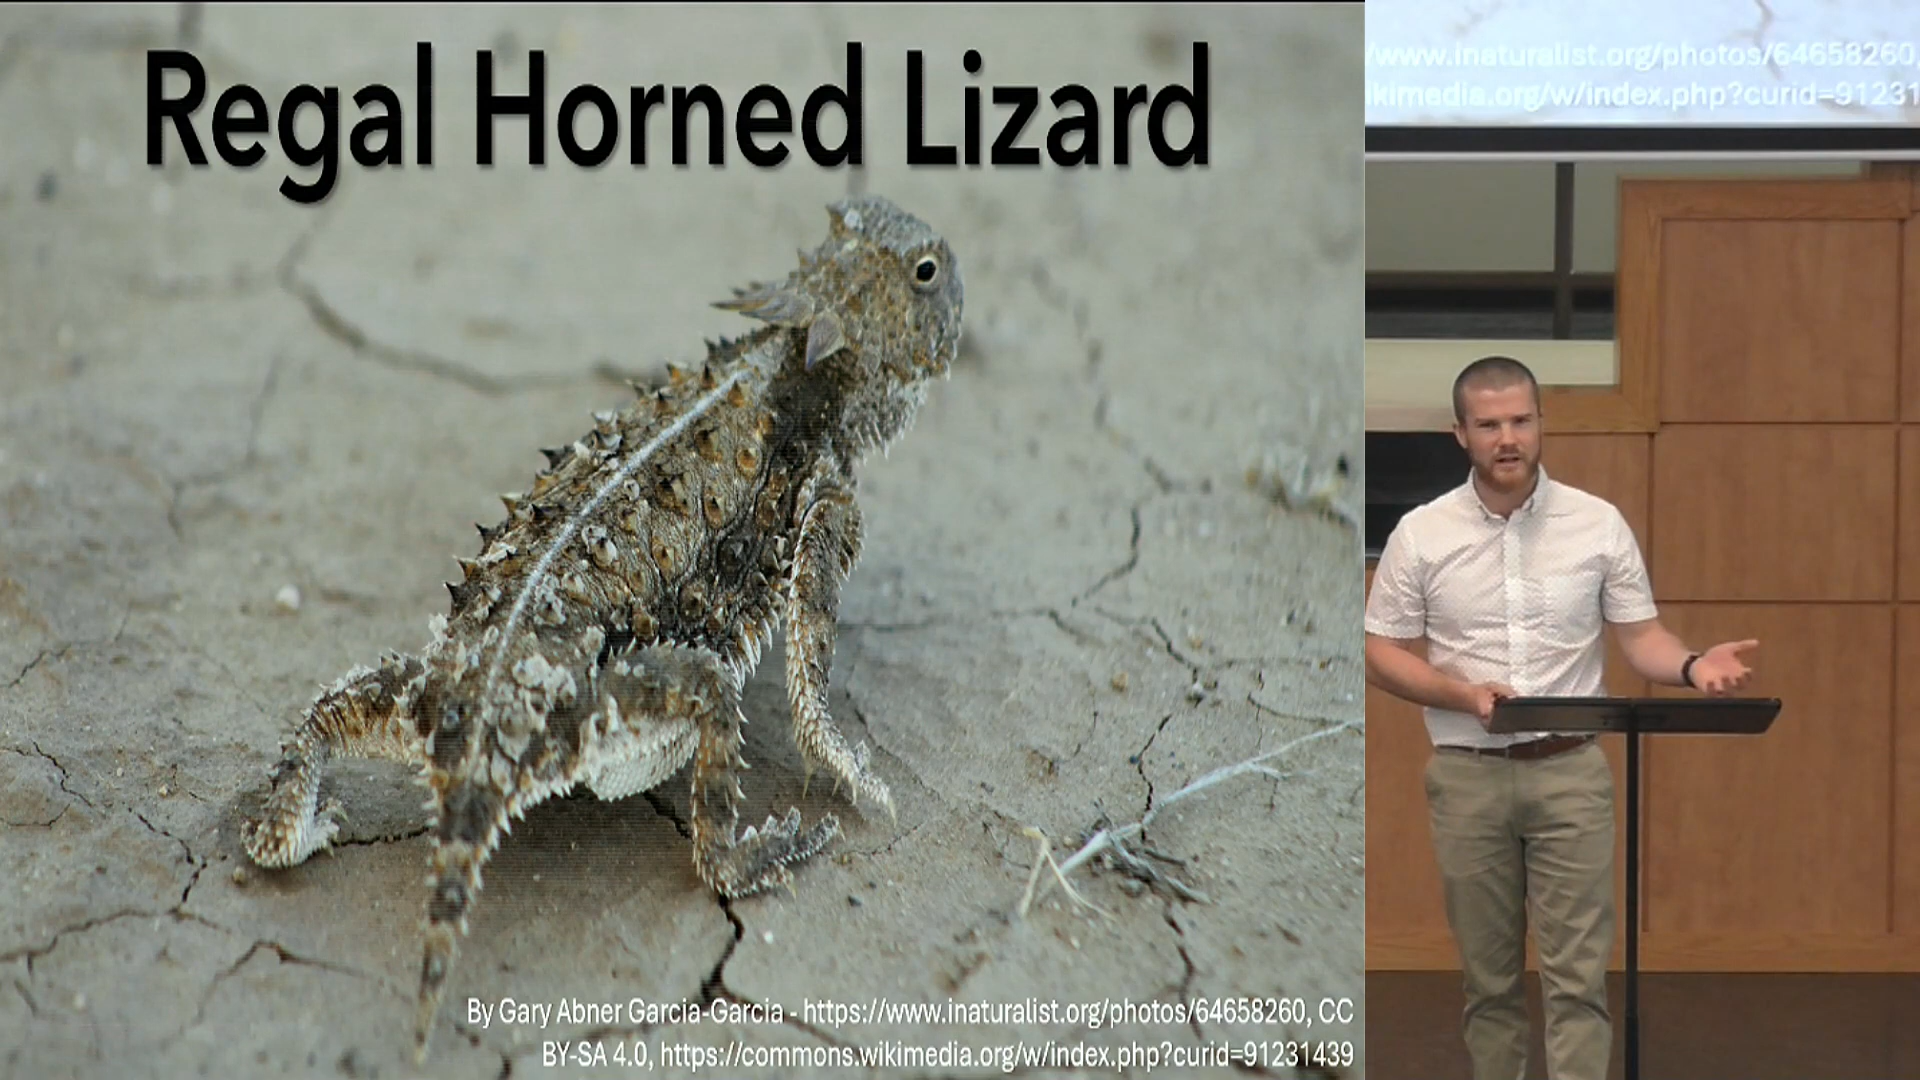 Regal Horned Lizard
By Gary Abner Garcia-Garcia - https://www.inaturalist.org/photos/64658260, CC
BY-SA 4.0, https://commons.wikimedia.org/w/index.php?curid=91231439
/www.inaturalist.org/photos/64658260,
ikimedia.org/w/index.php?curid=91231